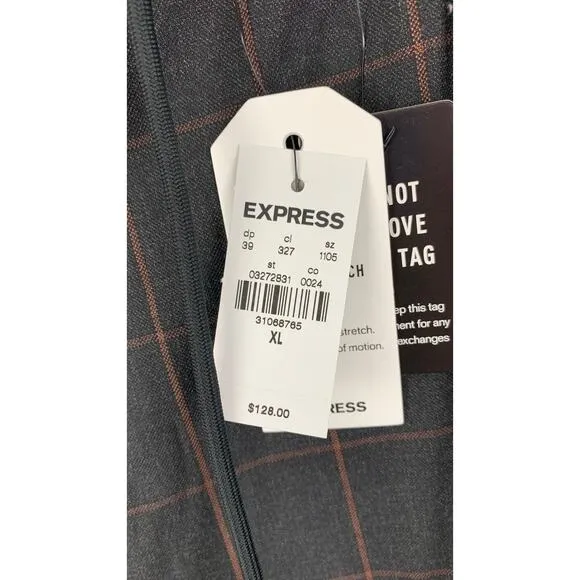 EXPRESS
dp cl sz
39 327 1105
st co
03272831 0024
31068765
XL
$128.00
CH
stretch.
of motion.
RESS
NOT
OVE
TAG
ep this tag
ment for any
exchanges